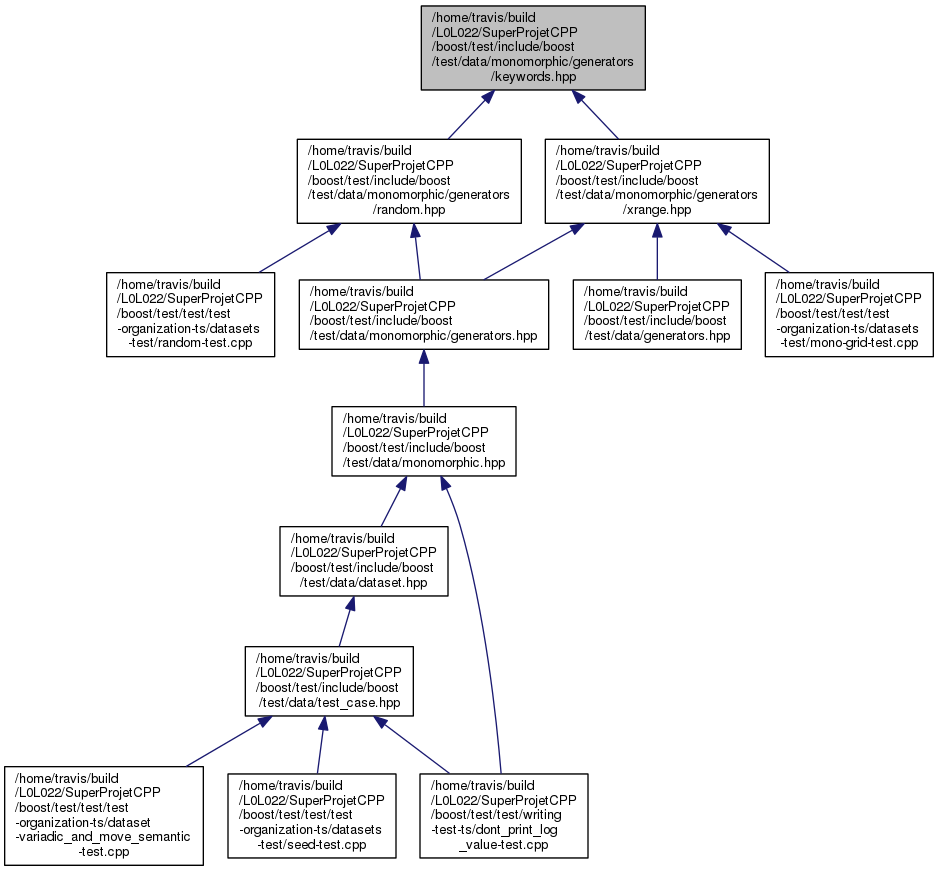 /home/travis/build
/L0L022/SuperProjetCPP
/boost/test/include/boost
/test/data/monomorphic/generators
/keywords.hpp
/home/travis/build
/L0L022/SuperProjetCPP
/boost/test/include/boost
/test/data/monomorphic/generators
/random.hpp
/home/travis/build
/L0L022/SuperProjetCPP
/boost/test/include/boost
/test/data/monomorphic/generators
/xrange.hpp
/home/travis/build
/L0L022/SuperProjetCPP
/boost/test/test/test
-organization-ts/datasets
-test/random-test.cpp
/home/travis/build
/L0L022/SuperProjetCPP
/boost/test/include/boost
/test/data/monomorphic/generators.hpp
/home/travis/build
/L0L022/SuperProjetCPP
/boost/test/include/boost
/test/data/generators.hpp
/home/travis/build
/L0L022/SuperProjetCPP
/boost/test/test/test
-organization-ts/datasets
-test/mono-grid-test.cpp
/home/travis/build
/L0L022/SuperProjetCPP
/boost/test/include/boost
/test/data/monomorphic.hpp
/home/travis/build
/L0L022/SuperProjetCPP
/boost/test/include/boost
/test/data/dataset.hpp
/home/travis/build
/L0L022/SuperProjetCPP
/boost/test/include/boost
/test/data/test_case.hpp
/home/travis/build
/L0L022/SuperProjetCPP
/boost/test/test/test
-organization-ts/dataset
-variadic_and_move_semantic
-test.cpp
/home/travis/build
/L0L022/SuperProjetCPP
/boost/test/test/test
-organization-ts/datasets
-test/seed-test.cpp
/home/travis/build
/L0L022/SuperProjetCPP
/boost/test/test/writing
-test-ts/dont_print_log
_value-test.cpp